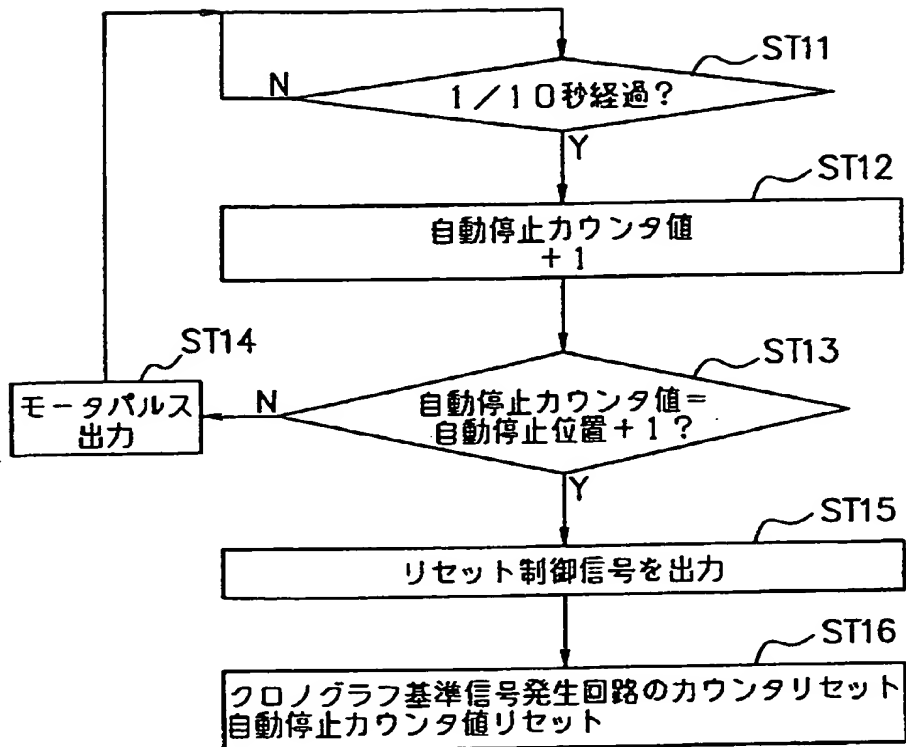 ST11
N
1/10秒経過?
Y
ST12
自動停止カウンタ値
+1
ST14
ST13
モータパルス
出力
N
自動停止カウンタ値=
自動停止位置+1?
Y
ST15
リセット制御信号を出力
ST16
クロノグラフ基準信号発生回路のカウンタリセット
自動停止カウンタ値リセット